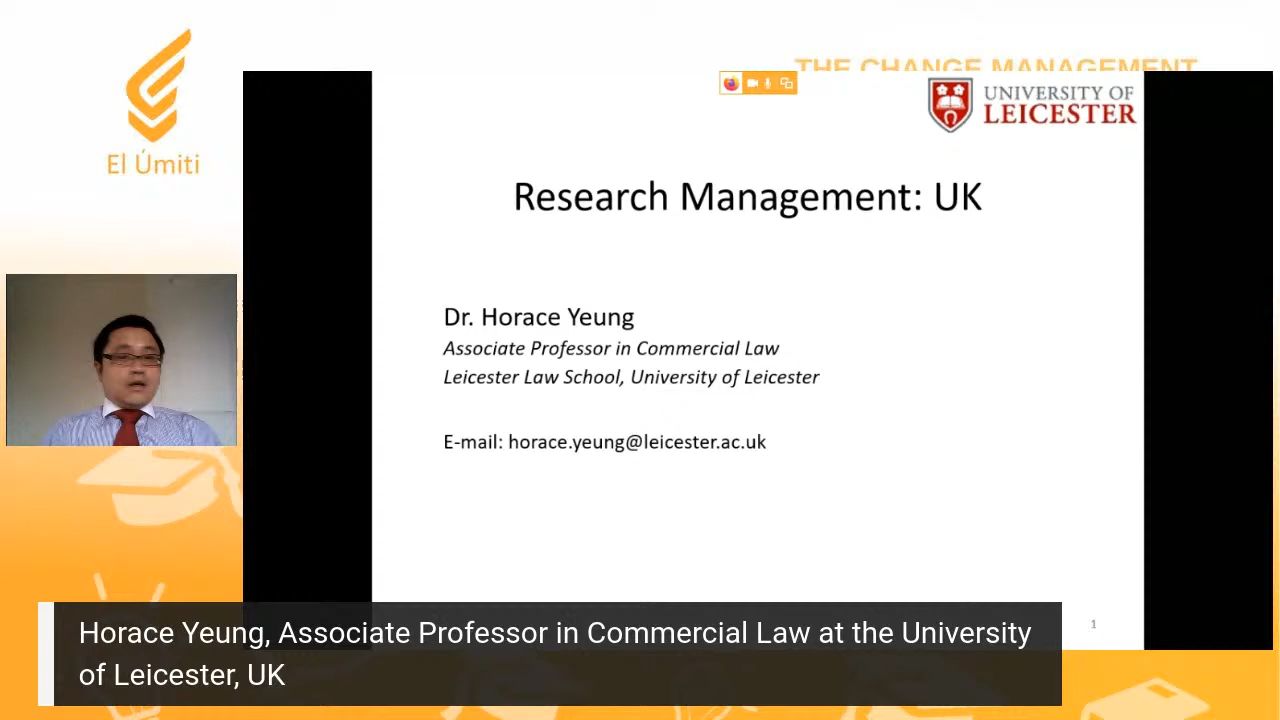 El Úmiti
THE CHANGE MANAGEMENT
UNIVERSITY OF
LEICESTER
Research Management: UK
Dr. Horace Yeung
Associate Professor in Commercial Law
Leicester Law School, University of Leicester
E-mail: horace.yeung@leicester.ac.uk
1
Horace Yeung, Associate Professor in Commercial Law at the University
of Leicester, UK